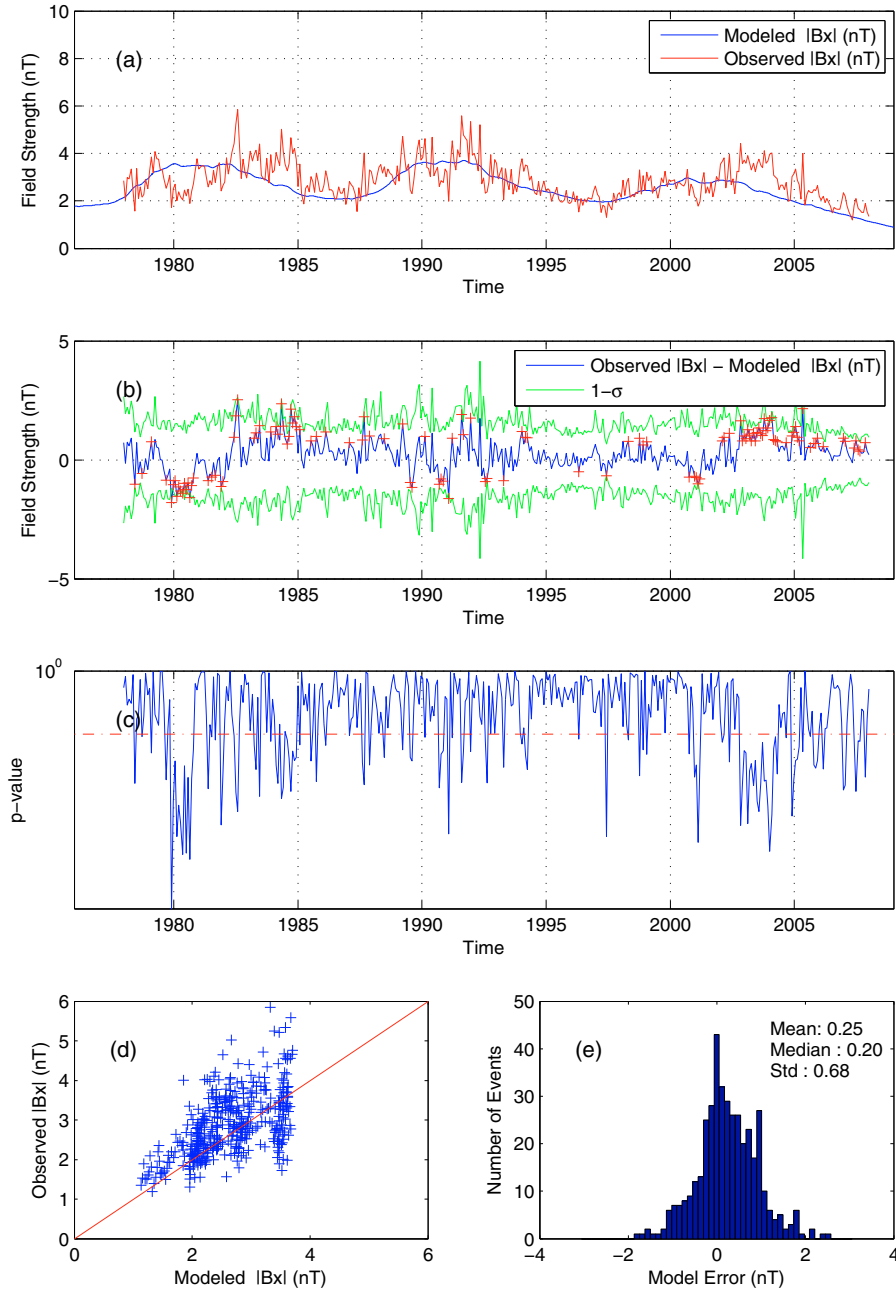 (a)
Modeled |Bx| (nT)
Observed |Bx| (nT)
Field Strength (nT)
10
8
6
4
2
0
1980 1985 1990 1995 2000 2005
Time
(b)
Observed |Bx| − Modeled |Bx| (nT)
1−σ
Field Strength (nT)
5
0
−5
1980 1985 1990 1995 2000 2005
Time
(c)
10^0
p−value
1980 1985 1990 1995 2000 2005
Time
(d)
Observed |Bx| (nT)
6
5
4
3
2
1
0
0 2 4 6
Modeled |Bx| (nT)
(e)
Mean: 0.25
Median : 0.20
Std : 0.68
Number of Events
50
40
30
20
10
0
−4 −2 0 2 4
Model Error (nT)